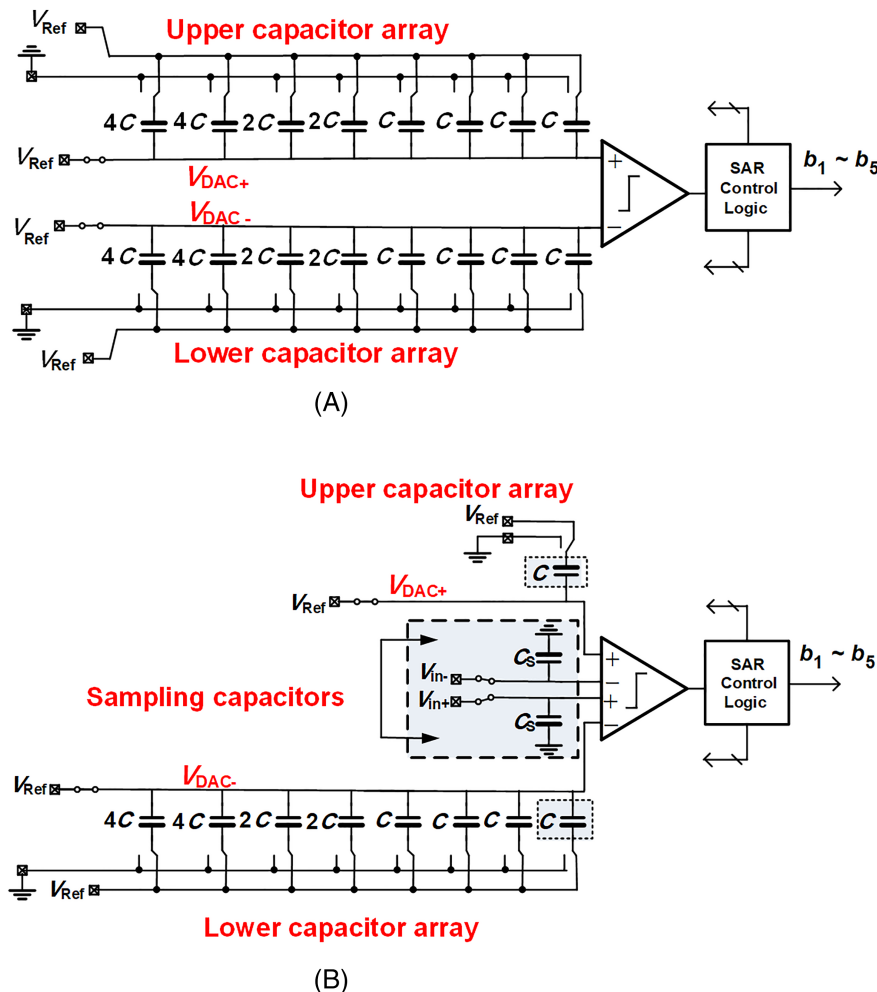 Upper capacitor array
VRef
4C 4C 2C 2C C C C C
VRef
VDAC+
+
SAR Control Logic
b1 ~ b5
VDAC -
VRef
−
4C 4C 2C 2C C C C C
VRef
Lower capacitor array
(A)
Upper capacitor array
VRef
C
VDAC+
VRef
CS
+
SAR Control Logic
b1 ~ b5
Vin-
−
Sampling capacitors
Vin+
+
CS
−
VDAC-
VRef
4C 4C 2C 2C C C C C
VRef
Lower capacitor array
(B)